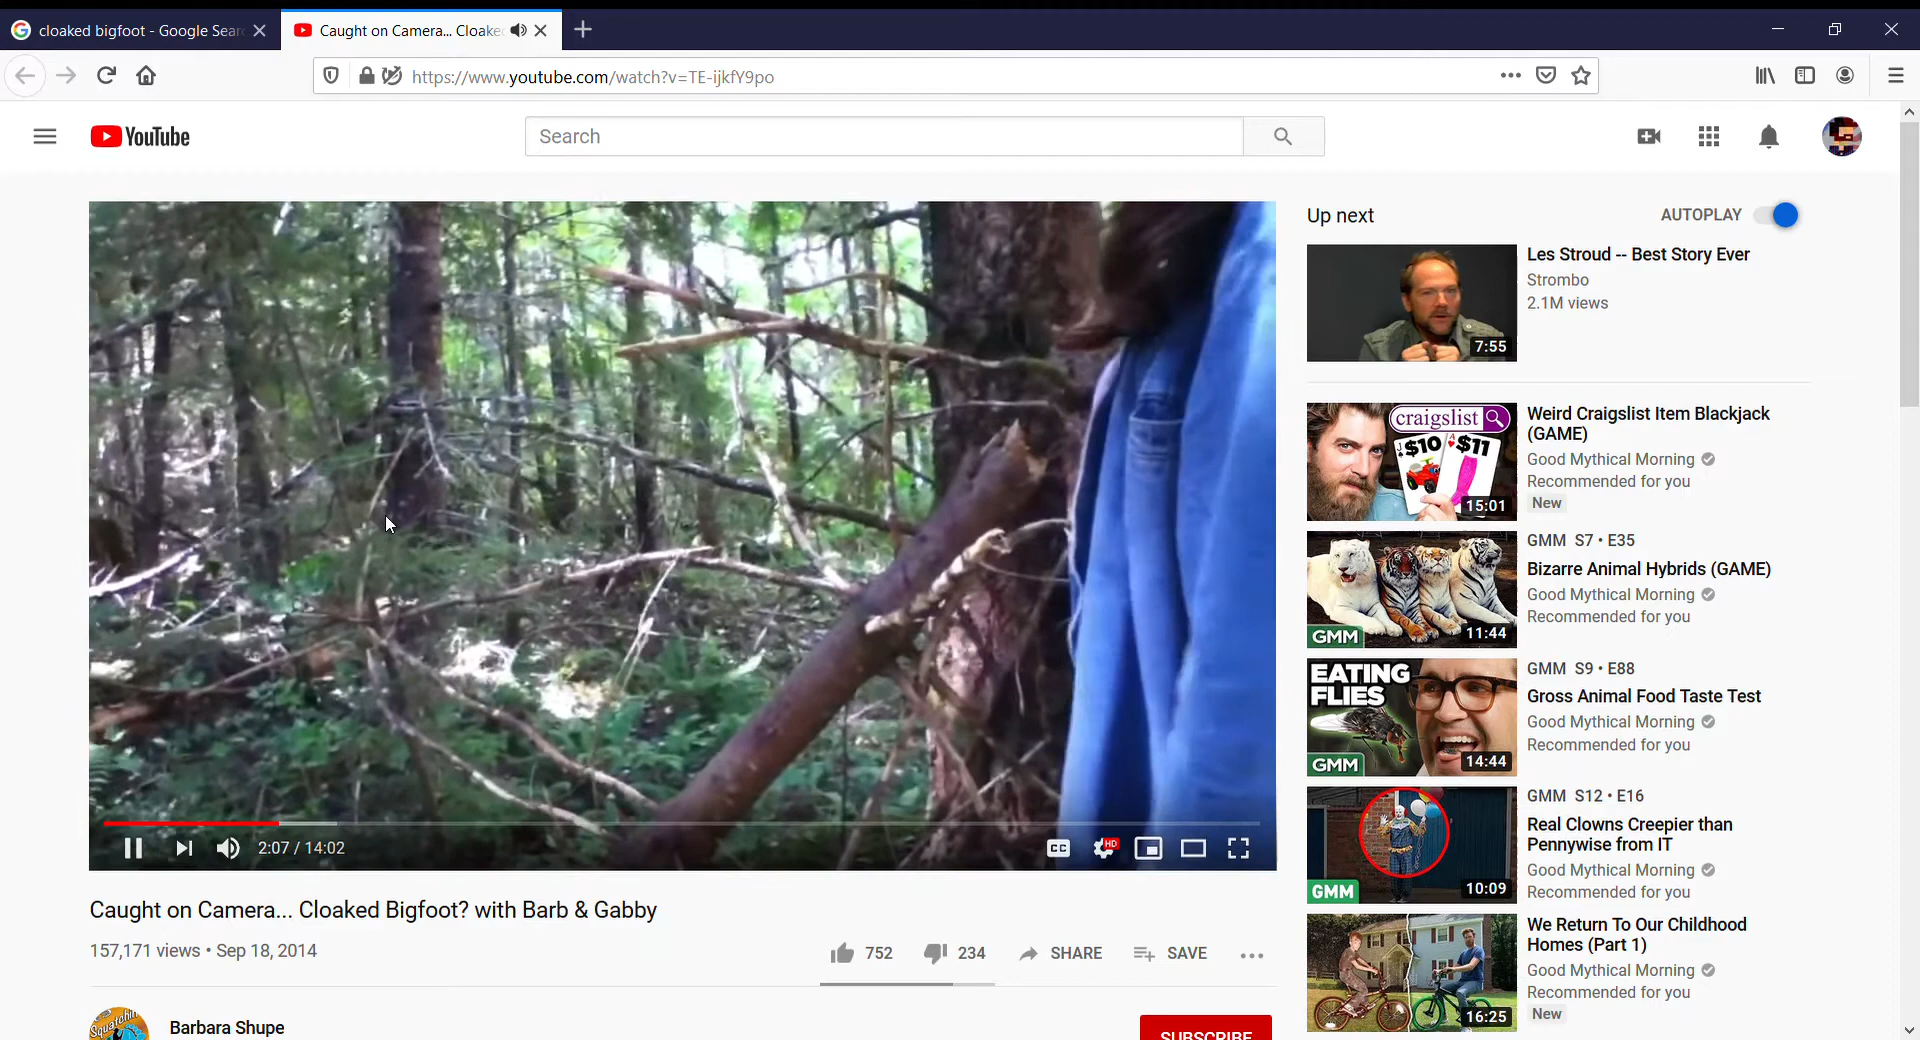 cloaked bigfoot - Google Sear
Caught on Camera... Cloake
https://www.youtube.com/watch?v=TE-ijkfY9po
YouTube
Search
Up next
AUTOPLAY
Les Stroud -- Best Story Ever
Strombo
2.1M views
7:55
craigslist
$10 $11
15:01
Weird Craigslist Item Blackjack
(GAME)
Good Mythical Morning
Recommended for you
New
GMM
11:44
GMM S7 • E35
Bizarre Animal Hybrids (GAME)
Good Mythical Morning
Recommended for you
EATING
FLIES
GMM
14:44
GMM S9 • E88
Gross Animal Food Taste Test
Good Mythical Morning
Recommended for you
GMM
10:09
GMM S12 • E16
Real Clowns Creepier than
Pennywise from IT
Good Mythical Morning
Recommended for you
16:25
We Return To Our Childhood
Homes (Part 1)
Good Mythical Morning
Recommended for you
New
2:07 / 14:02
CC
HD
Caught on Camera... Cloaked Bigfoot? with Barb & Gabby
157,171 views • Sep 18, 2014
752
234
SHARE
SAVE
Squatchin
Barbara Shupe
SUBSCRIBE